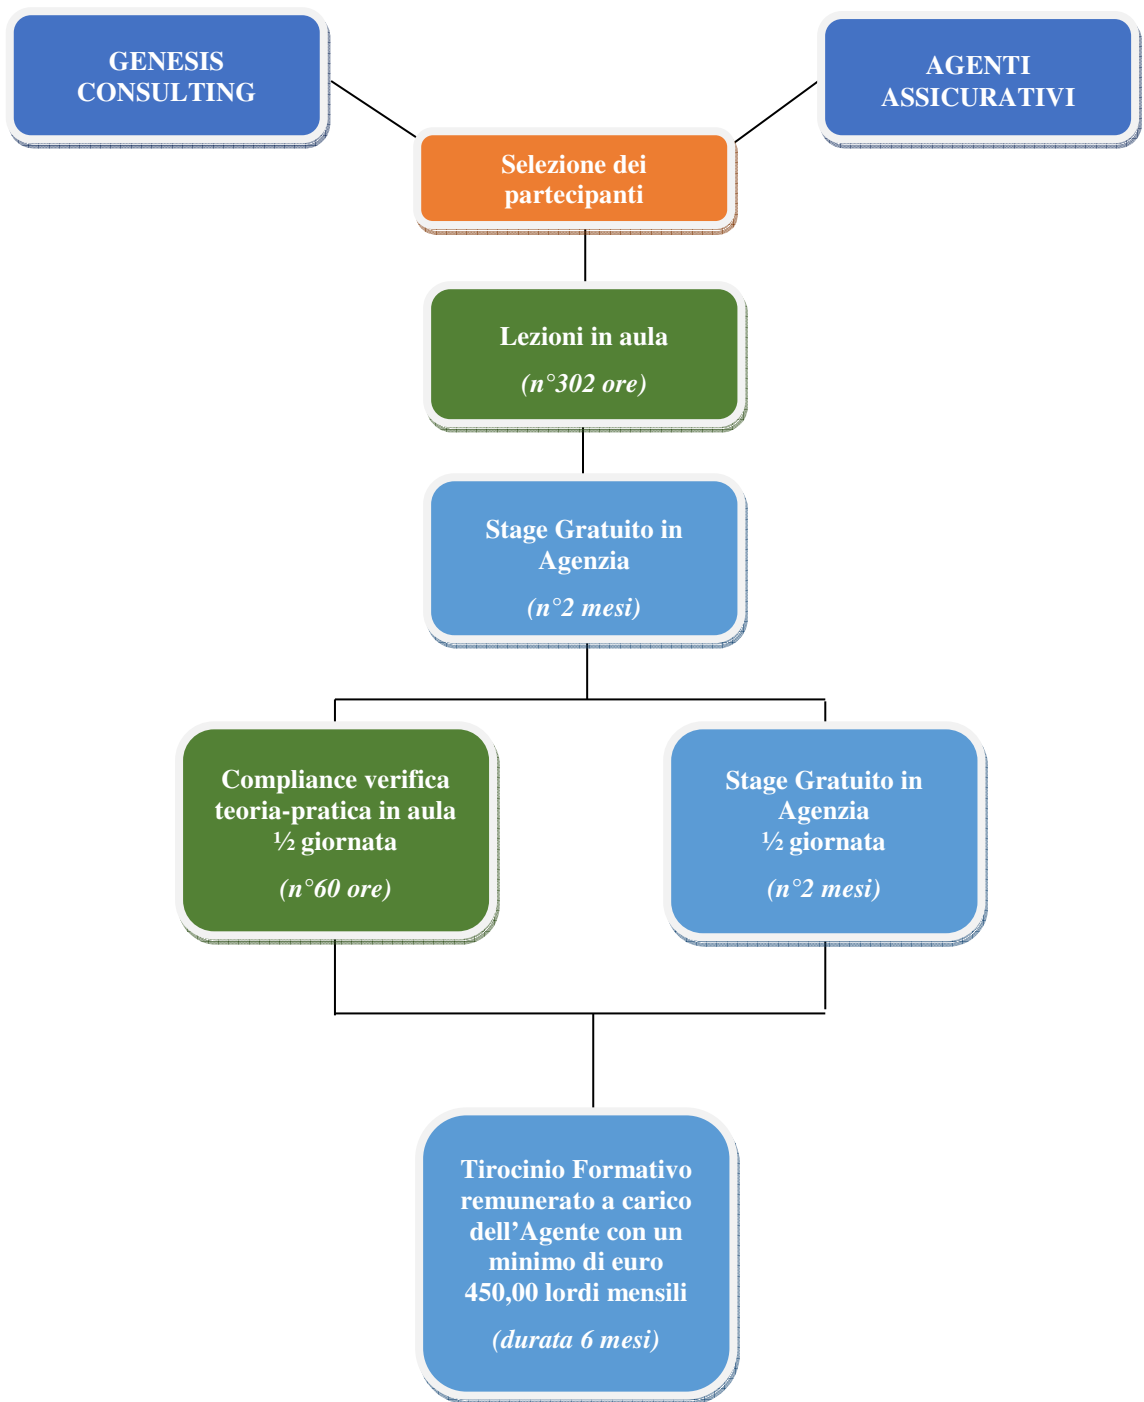 GENESIS
CONSULTING
AGENTI
ASSICURATIVI
Selezione dei
partecipanti
Lezioni in aula
(n°302 ore)
Stage Gratuito in
Agenzia
(n°2 mesi)
Compliance verifica
teoria-pratica in aula
½ giornata
(n°60 ore)
Stage Gratuito in
Agenzia
½ giornata
(n°2 mesi)
Tirocinio Formativo
remunerato a carico
dell’Agente con un
minimo di euro
450,00 lordi mensili
(durata 6 mesi)